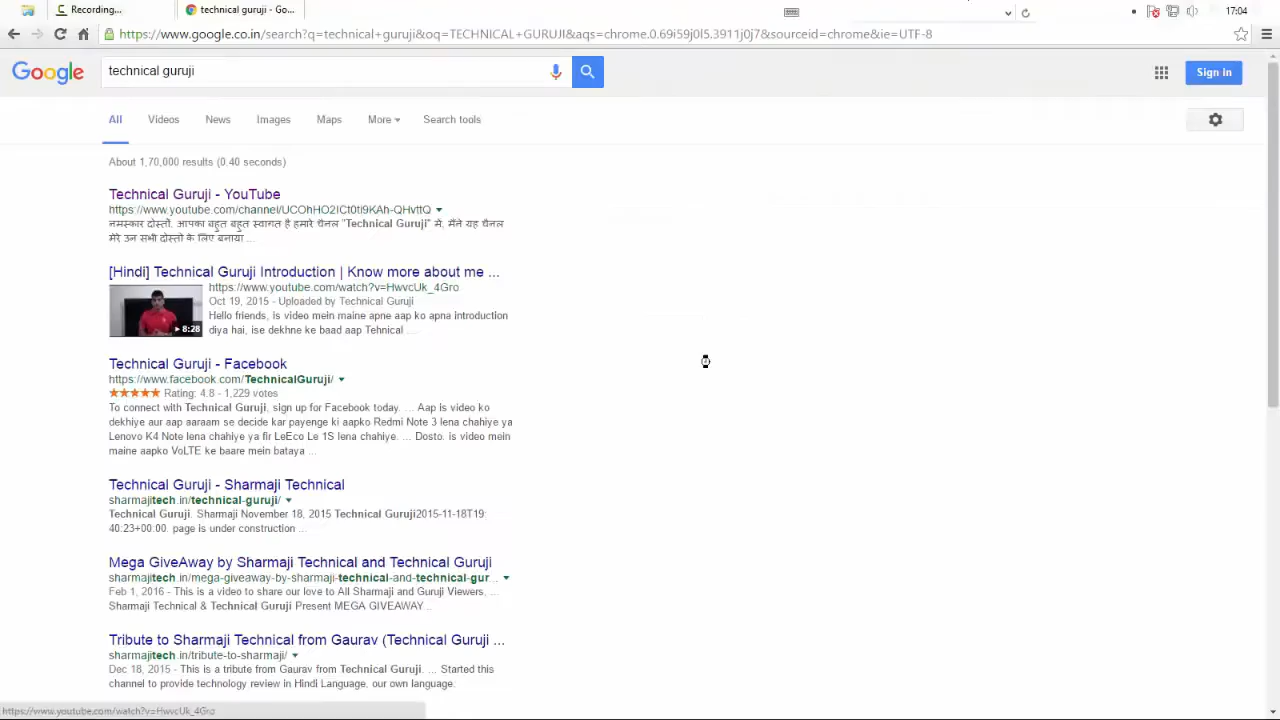 Recording...
technical guruji - Go...
17:04
https://www.google.co.in/search?q=technical+guruji&oq=TECHNICAL+GURUJI&aqs=chrome.0.69i59j0l5.3911j0j7&sourceid=chrome&ie=UTF-8
Google
technical guruji
Sign in
All Videos News Images Maps More Search tools
About 1,70,000 results (0.40 seconds)
Technical Guruji - YouTube
https://www.youtube.com/channel/UCOhHO2ICt0ti9KAh-QHvttQ
नमस्कार दोस्तों, आपका बहुत बहुत स्वागत है हमारे चैनल "Technical Guruji" में, मैंने यह चैनल
मेरे उन सभी दोस्तों के लिए बनाया ...
[Hindi] Technical Guruji Introduction | Know more about me ...
https://www.youtube.com/watch?v=HwvcUk_4Gro
Oct 19, 2015 - Uploaded by Technical Guruji
Hello friends, is video mein maine apne aap ko apna introduction
diya hai, ise dekhne ke baad aap Tehnical ...
8:28
Technical Guruji - Facebook
https://www.facebook.com/TechnicalGuruji/
Rating: 4.8 - 1,229 votes
To connect with Technical Guruji, sign up for Facebook today. ... Aap is video ko
dekhiye aur aap aaraam se decide kar payenge ki aapko Redmi Note 3 lena chahiye ya
Lenovo K4 Note lena chahiye ya fir LeEco Le 1S lena chahiye. ... Dosto. is video mein
maine aapko VoLTE ke baare mein bataya ...
Technical Guruji - Sharmaji Technical
sharmajitech.in/technical-guruji/
Technical Guruji. Sharmaji November 18, 2015 Technical Guruji2015-11-18T19:
40:23+00:00. page is under construction ...
Mega GiveAway by Sharmaji Technical and Technical Guruji
sharmajitech.in/mega-giveaway-by-sharmaji-technical-and-technical-gur...
Feb 1, 2016 - This is a video to share our love to All Sharmaji and Guruji Viewers, ...
Sharmaji Technical & Technical Guruji Present MEGA GIVEAWAY...
Tribute to Sharmaji Technical from Gaurav (Technical Guruji ...
sharmajitech.in/tribute-to-sharmaji/
Dec 18, 2015 - This is a tribute from Gaurav from Technical Guruji. ... Started this
channel to provide technology review in Hindi Language, our own language.
https://www.youtube.com/watch?v=HwvcUk_4Gro